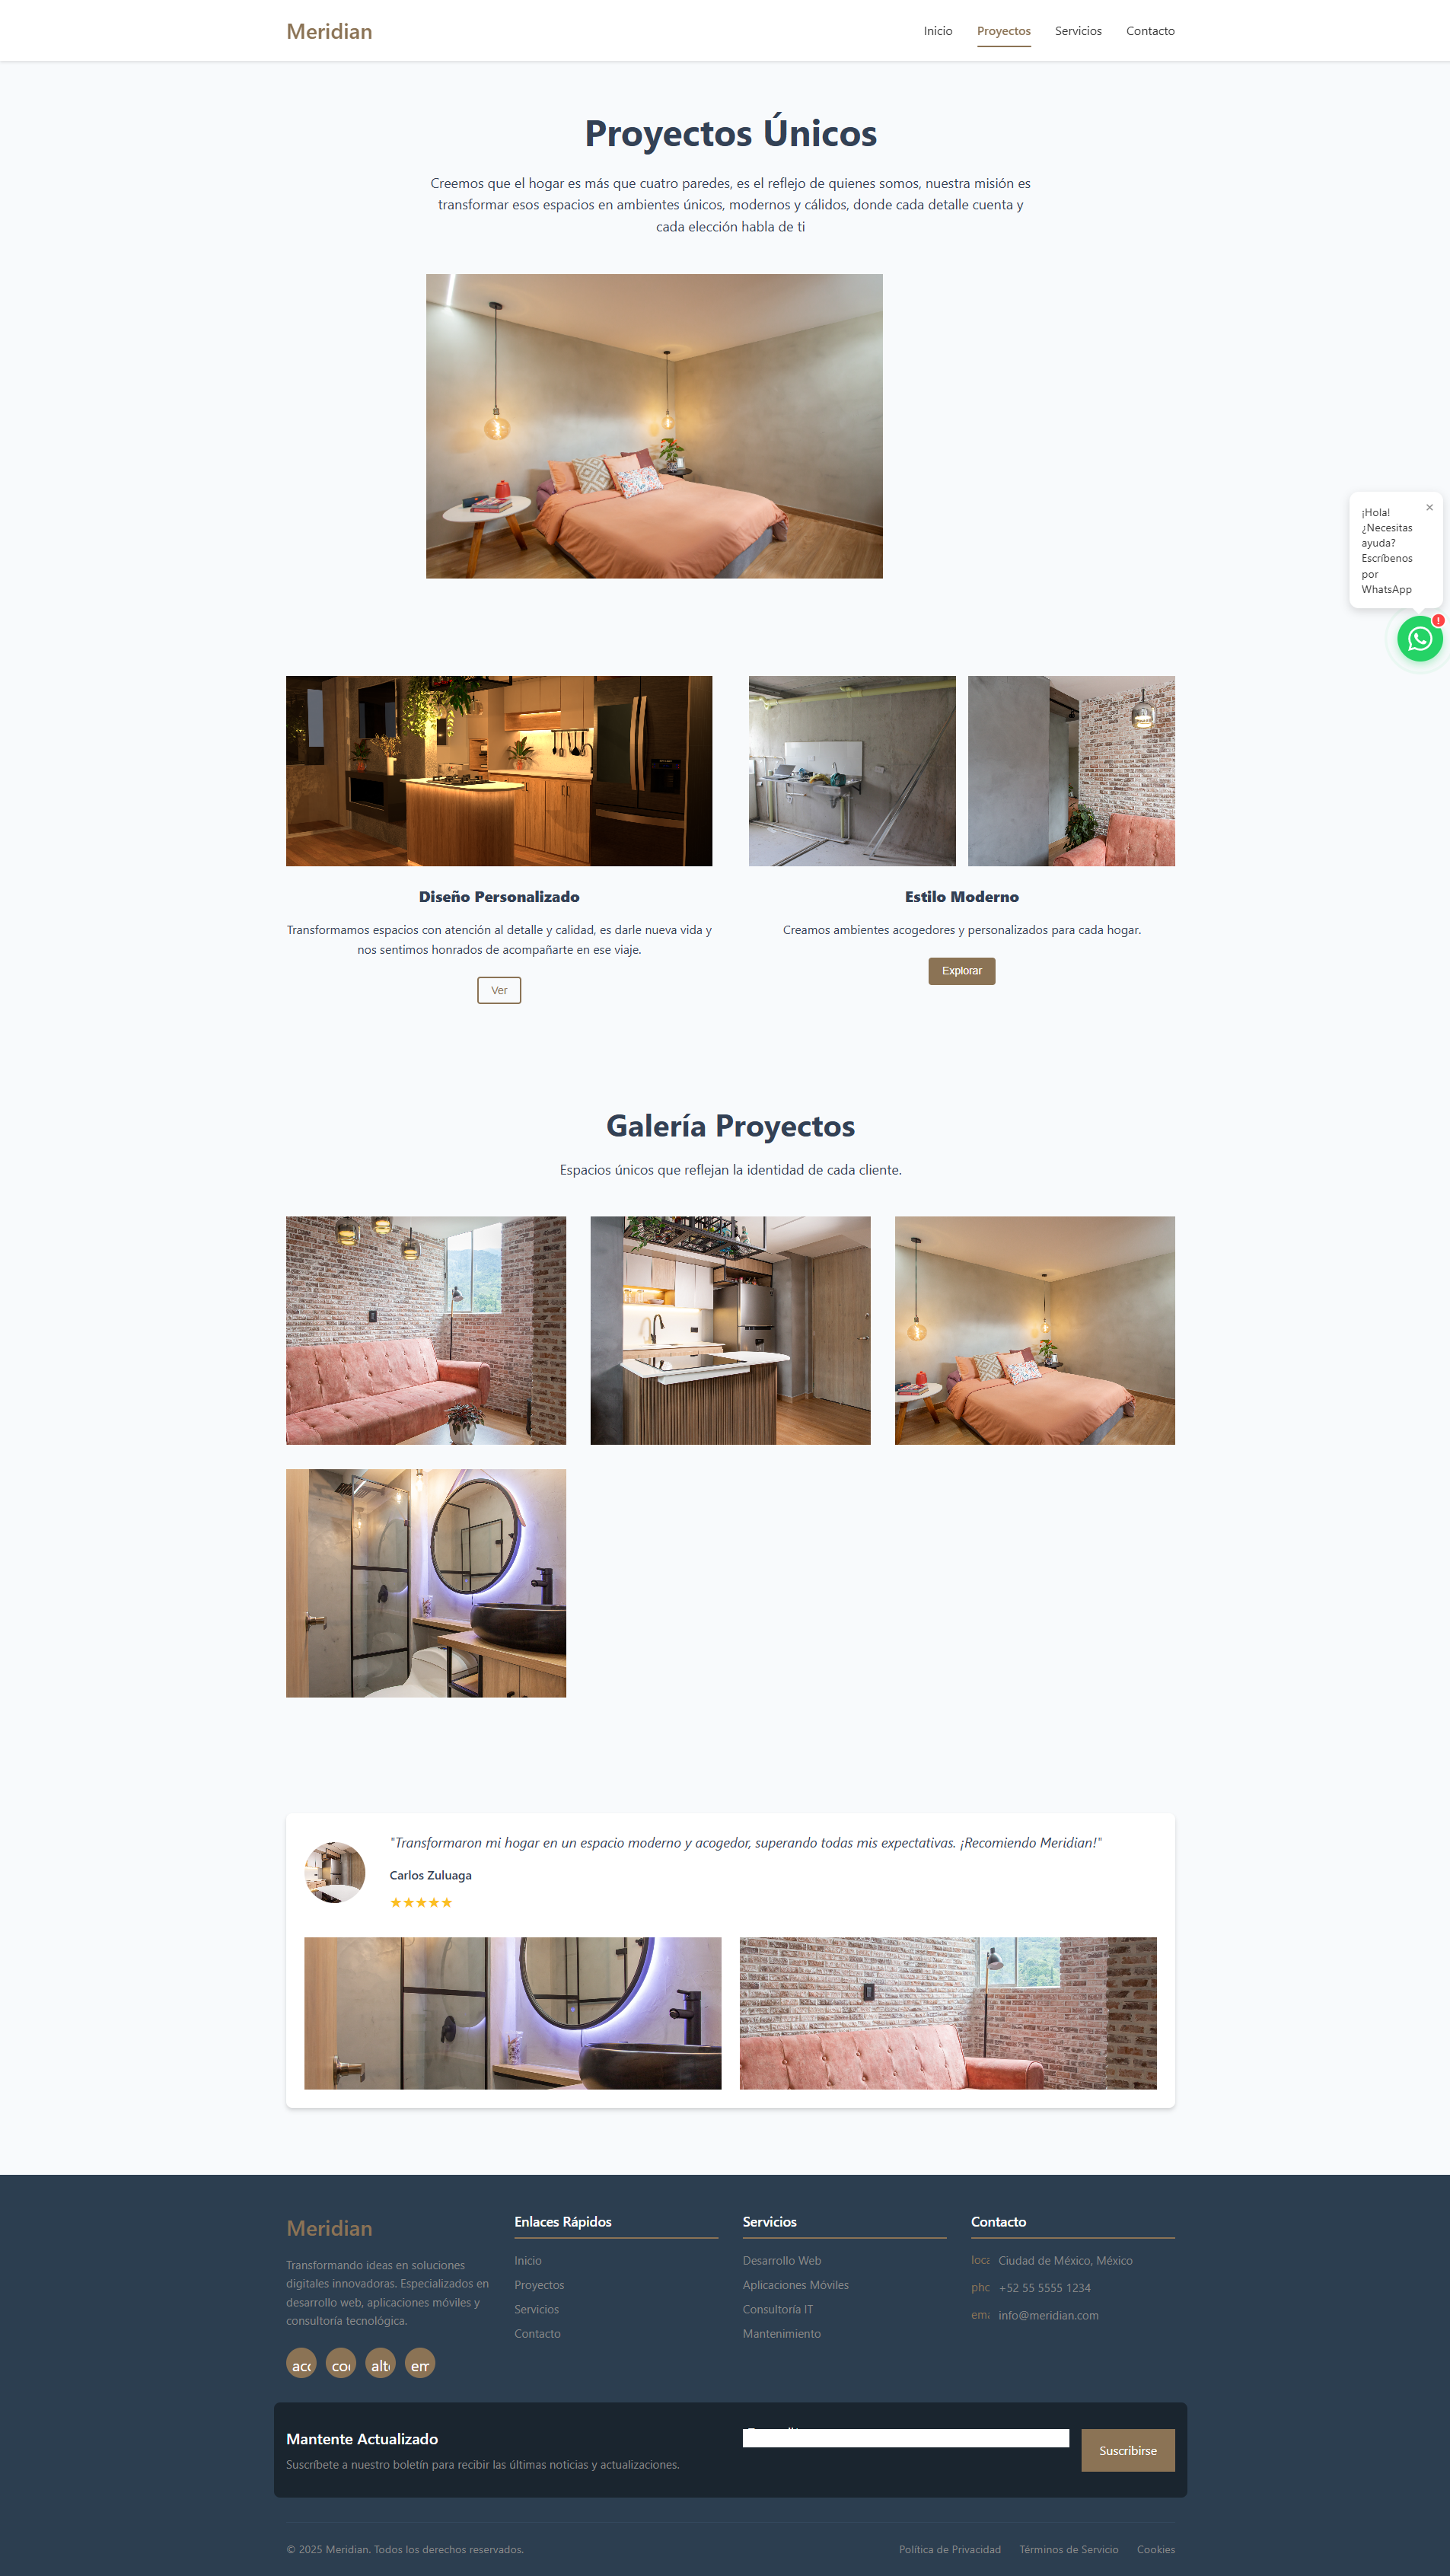 Meridian
Inicio
Proyectos
Servicios
Contacto
Proyectos Únicos
Creemos que el hogar es más que cuatro paredes, es el reflejo de quienes somos, nuestra misión es
transformar esos espacios en ambientes únicos, modernos y cálidos, donde cada detalle cuenta y
cada elección habla de ti
¡Hola!
¿Necesitas
ayuda?
Escríbenos
por
WhatsApp
Diseño Personalizado
Transformamos espacios con atención al detalle y calidad, es darle nueva vida y
nos sentimos honrados de acompañarte en ese viaje.
Ver
Estilo Moderno
Creamos ambientes acogedores y personalizados para cada hogar.
Explorar
Galería Proyectos
Espacios únicos que reflejan la identidad de cada cliente.
"Transformaron mi hogar en un espacio moderno y acogedor, superando todas mis expectativas. ¡Recomiendo Meridian!"
Carlos Zuluaga
★★★★★
Meridian
Transformando ideas en soluciones
digitales innovadoras. Especializados en
desarrollo web, aplicaciones móviles y
consultoría tecnológica.
Enlaces Rápidos
Inicio
Proyectos
Servicios
Contacto
Servicios
Desarrollo Web
Aplicaciones Móviles
Consultoría IT
Mantenimiento
Contacto
Ciudad de México, México
+52 55 5555 1234
info@meridian.com
Mantente Actualizado
Suscríbete a nuestro boletín para recibir las últimas noticias y actualizaciones.
Suscribirse
© 2025 Meridian. Todos los derechos reservados.
Política de Privacidad
Términos de Servicio
Cookies